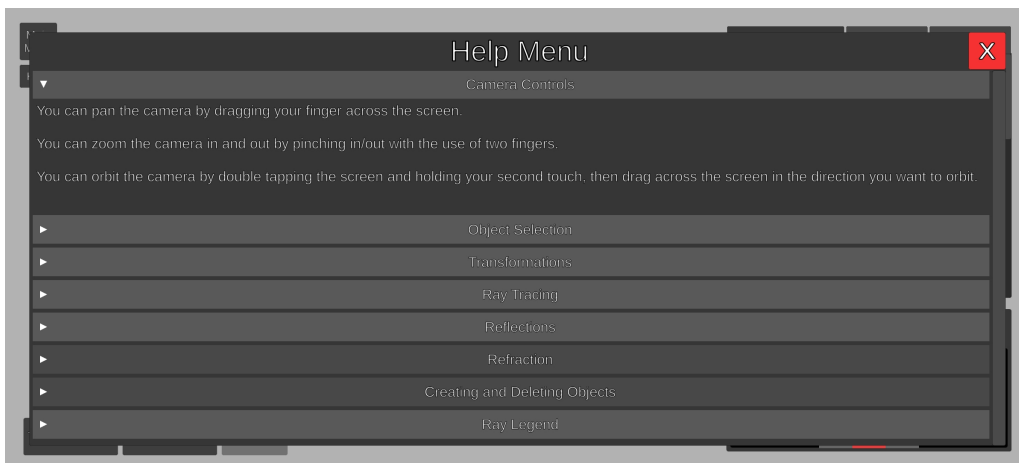 Help Menu
X
Camera Controls
You can pan the camera by dragging your finger across the screen.
You can zoom the camera in and out by pinching in/out with the use of two fingers.
You can orbit the camera by double tapping the screen and holding your second touch, then drag across the screen in the direction you want to orbit.
Object Selection
Transformations
Ray Tracing
Reflections
Refraction
Creating and Deleting Objects
Ray Legend